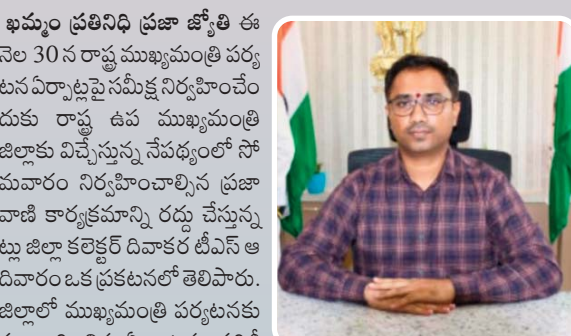 ఖమ్మం ప్రతినిధి ప్రజా జ్యోతి ఈ
నెల 30 న రాష్ట్ర ముఖ్యమంత్రి పర్య
టన ఏర్పాట్లపై సమీక్ష నిర్వహించేం
దుకు రాష్ట్ర ఉప ముఖ్యమంత్రి
జిల్లాకు విచ్చేస్తున్న నేపథ్యంలో సో
మవారం నిర్వహించాల్సిన ప్రజా
వాణి కార్యక్రమాన్ని రద్దు చేస్తున్న
ట్లు జిల్లా కలెక్టర్ దివాకర టీఎస్ ఆ
దివారం ఒక ప్రకటనలో తెలిపారు.
జిల్లాలో ముఖ్యమంత్రి పర్యటనకు